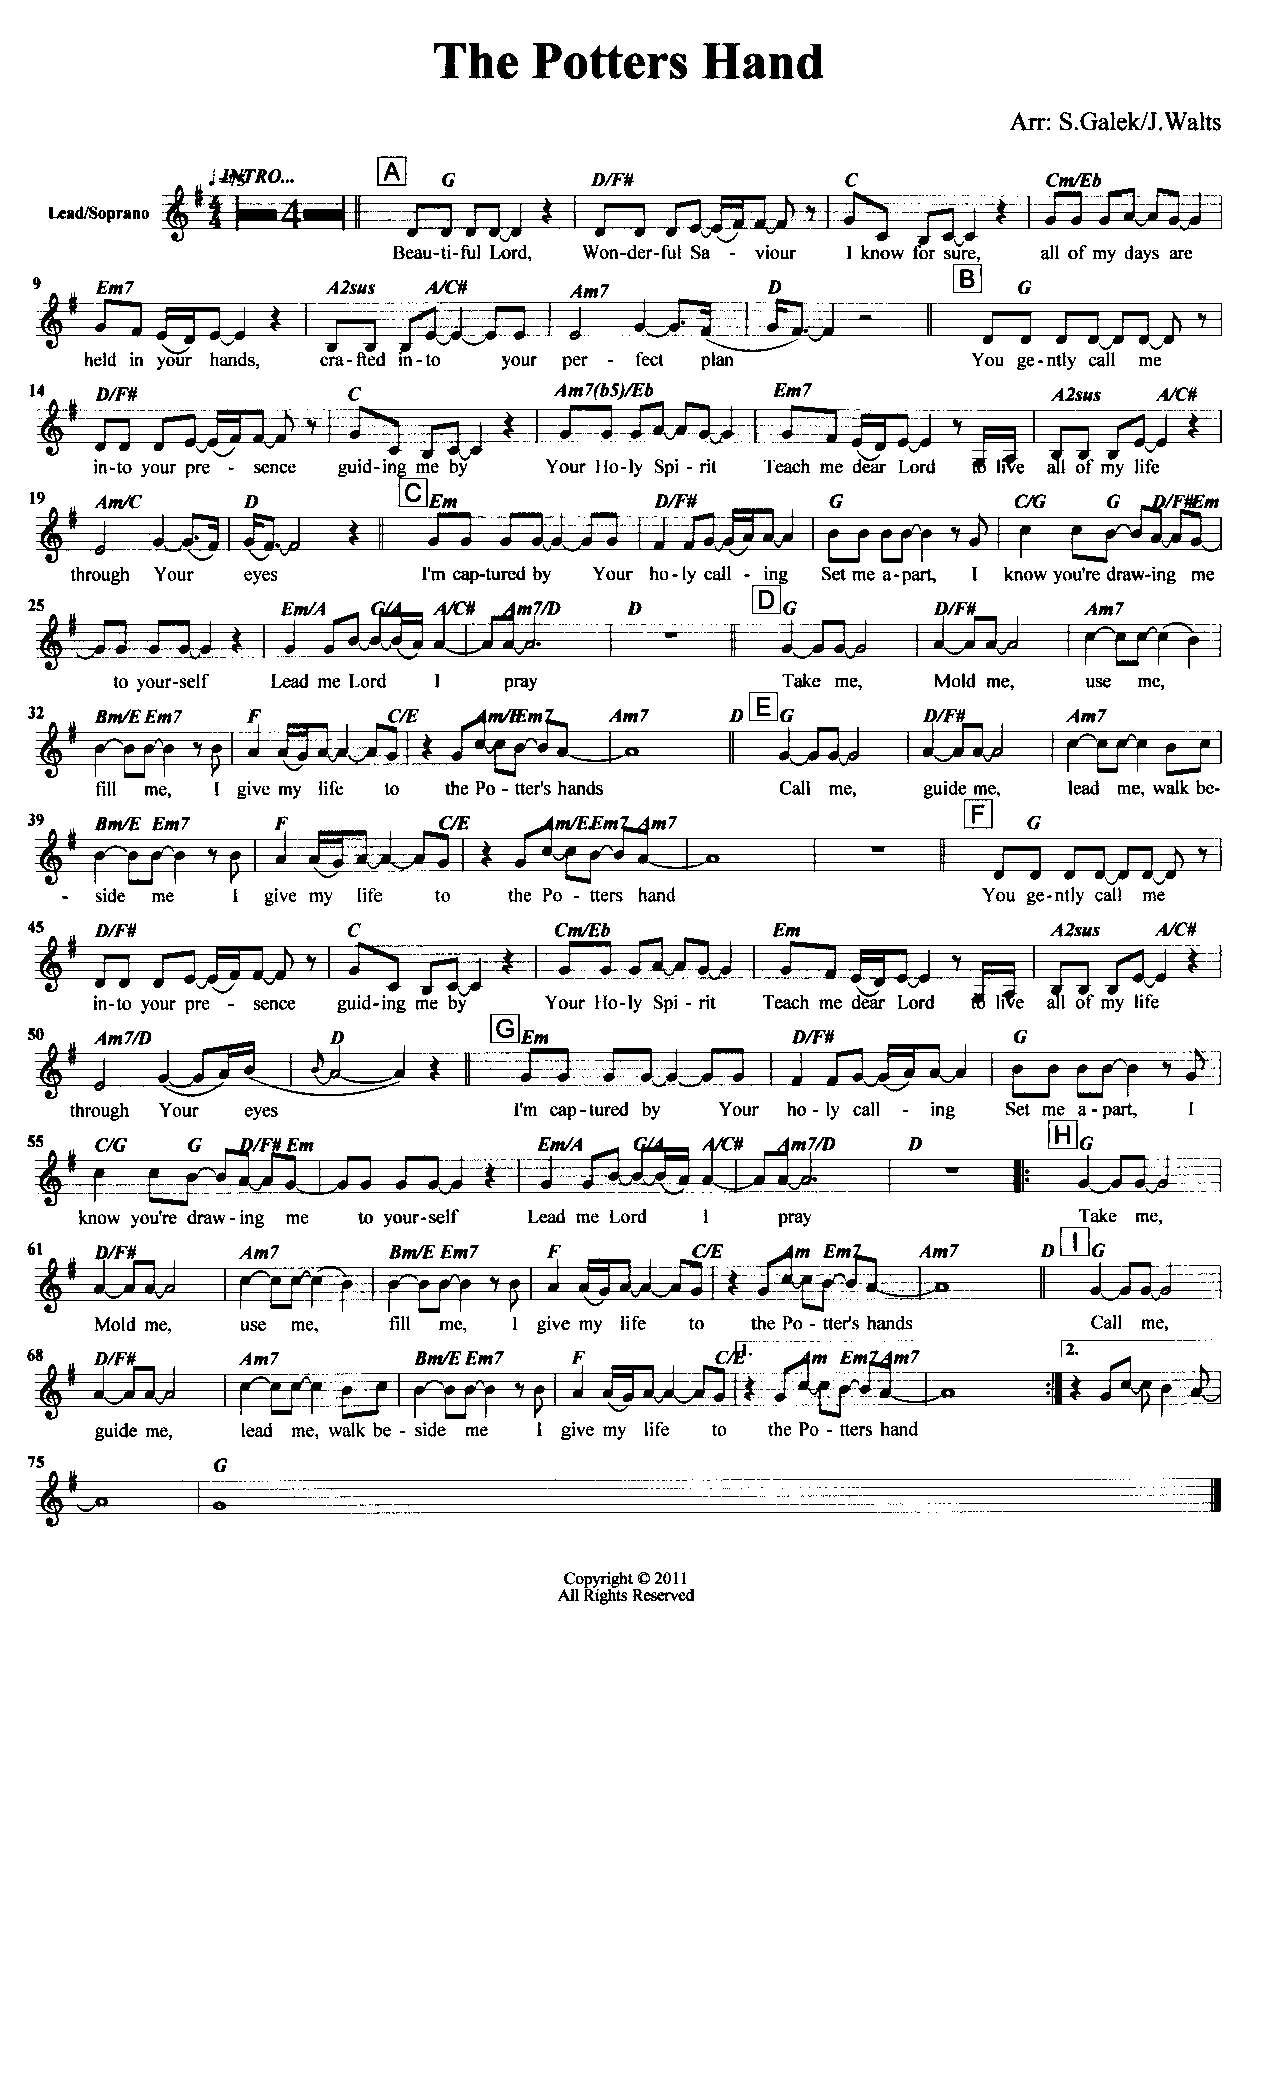 The Potters Hand
Arr: S.Galek/J.Walts
INTRO... A G D/F# C Cm/Eb
Lead/Soprano 4
Beau-ti-ful Lord, Won-der-ful Sa - viour I know for sure, all of my days are
9 Em7 A2sus A/C# Am7 D B G
held in your hands, cra-fted in-to your per - fect plan You ge-ntly call me
14 D/F# C Am7(b5)/Eb Em7 A2sus A/C#
in-to your pre - sence guid-ing me by Your Ho-ly Spi - rit Teach me dear Lord to live all of my life
19 Am/C D C Em D/F# G C/G G D/F# Em
through Your eyes I'm cap-tured by Your ho-ly call - ing Set me a-part, I know you're draw-ing me
25 Em/A G/A A/C# Am7/D D D G D/F# Am7
to your-self Lead me Lord I pray Take me, Mold me, use me,
32 Bm/E Em7 F C/E Am/E Em7 Am7 D E G D/F# Am7
fill me, I give my life to the Po - tter's hands Call me, guide me, lead me, walk be-
39 Bm/E Em7 F C/E Am/E Em7 Am7 F G
- side me I give my life to the Po - tters hand You ge-ntly call me
45 D/F# C Cm/Eb Em A2sus A/C#
in-to your pre - sence guid-ing me by Your Ho-ly Spi - rit Teach me dear Lord to live all of my life
50 Am7/D D G Em D/F# G
through Your eyes I'm cap-tured by Your ho-ly call - ing Set me a-part, I
55 C/G G D/F# Em Em/A G/A A/C# Am7/D D H G
know you're draw-ing me to your-self Lead me Lord I pray Take me,
61 D/F# Am7 Bm/E Em7 F C/E Am Em7 Am7 D I G
Mold me, use me, fill me, I give my life to the Po - tter's hands Call me,
68 D/F# Am7 Bm/E Em7 F C/E 1. Am Em7 Am7 2.
guide me, lead me, walk be - side me I give my life to the Po - tters hand
75 G
Copyright © 2011
All Rights Reserved